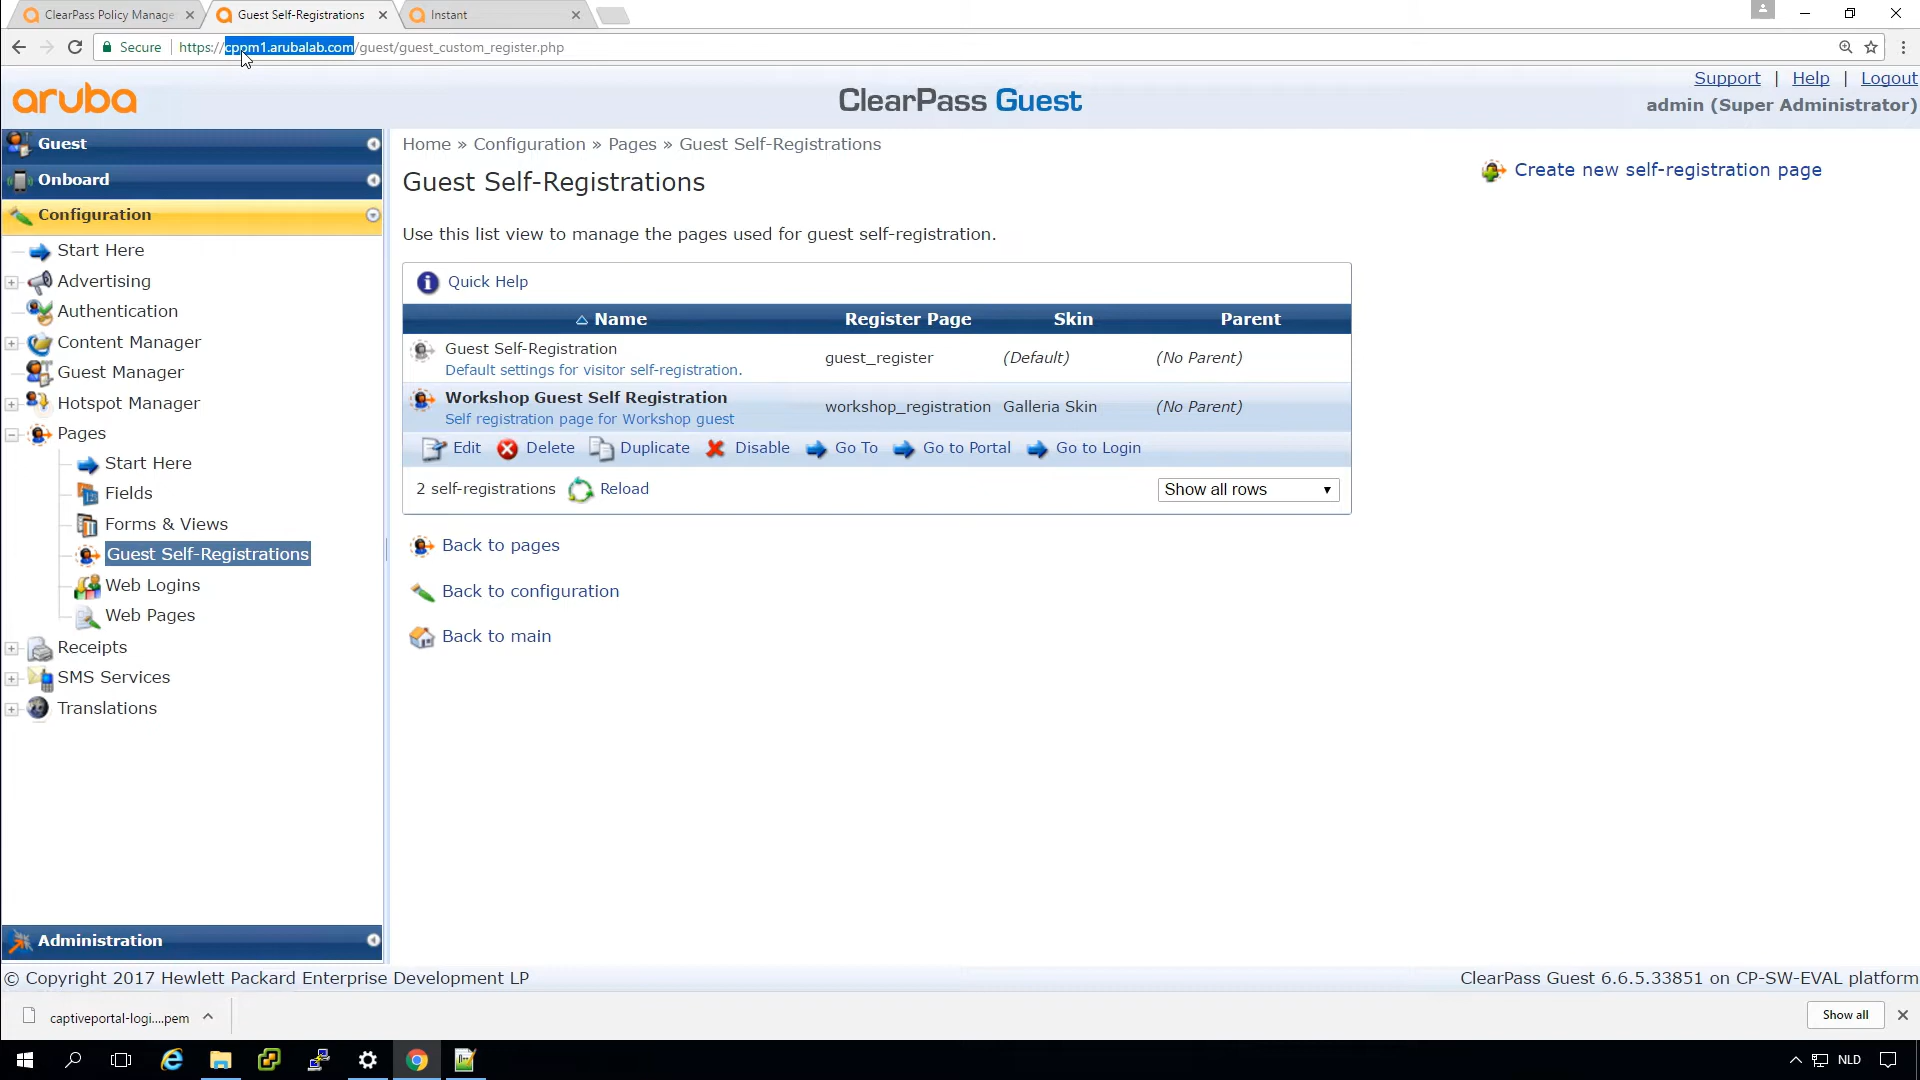 ClearPass Policy Manage
Guest Self-Registrations
Instant
Secure
https://cppm1.arubalab.com/guest/guest_custom_register.php
Support | Help | Logout
aruba
ClearPass Guest
admin (Super Administrator)
Guest
Onboard
Configuration
Start Here
Advertising
Authentication
Content Manager
Guest Manager
Hotspot Manager
Pages
Start Here
Fields
Forms & Views
Guest Self-Registrations
Web Logins
Web Pages
Receipts
SMS Services
Translations
Administration
Home » Configuration » Pages » Guest Self-Registrations
Guest Self-Registrations
Create new self-registration page
Use this list view to manage the pages used for guest self-registration.
Quick Help
Name Register Page Skin Parent
Guest Self-Registration
Default settings for visitor self-registration.
guest_register (Default) (No Parent)
Workshop Guest Self Registration
Self registration page for Workshop guest
workshop_registration Galleria Skin (No Parent)
Edit Delete Duplicate Disable Go To Go to Portal Go to Login
2 self-registrations Reload Show all rows
Back to pages
Back to configuration
Back to main
© Copyright 2017 Hewlett Packard Enterprise Development LP
ClearPass Guest 6.6.5.33851 on CP-SW-EVAL platform
captiveportal-logi....pem
Show all
NLD